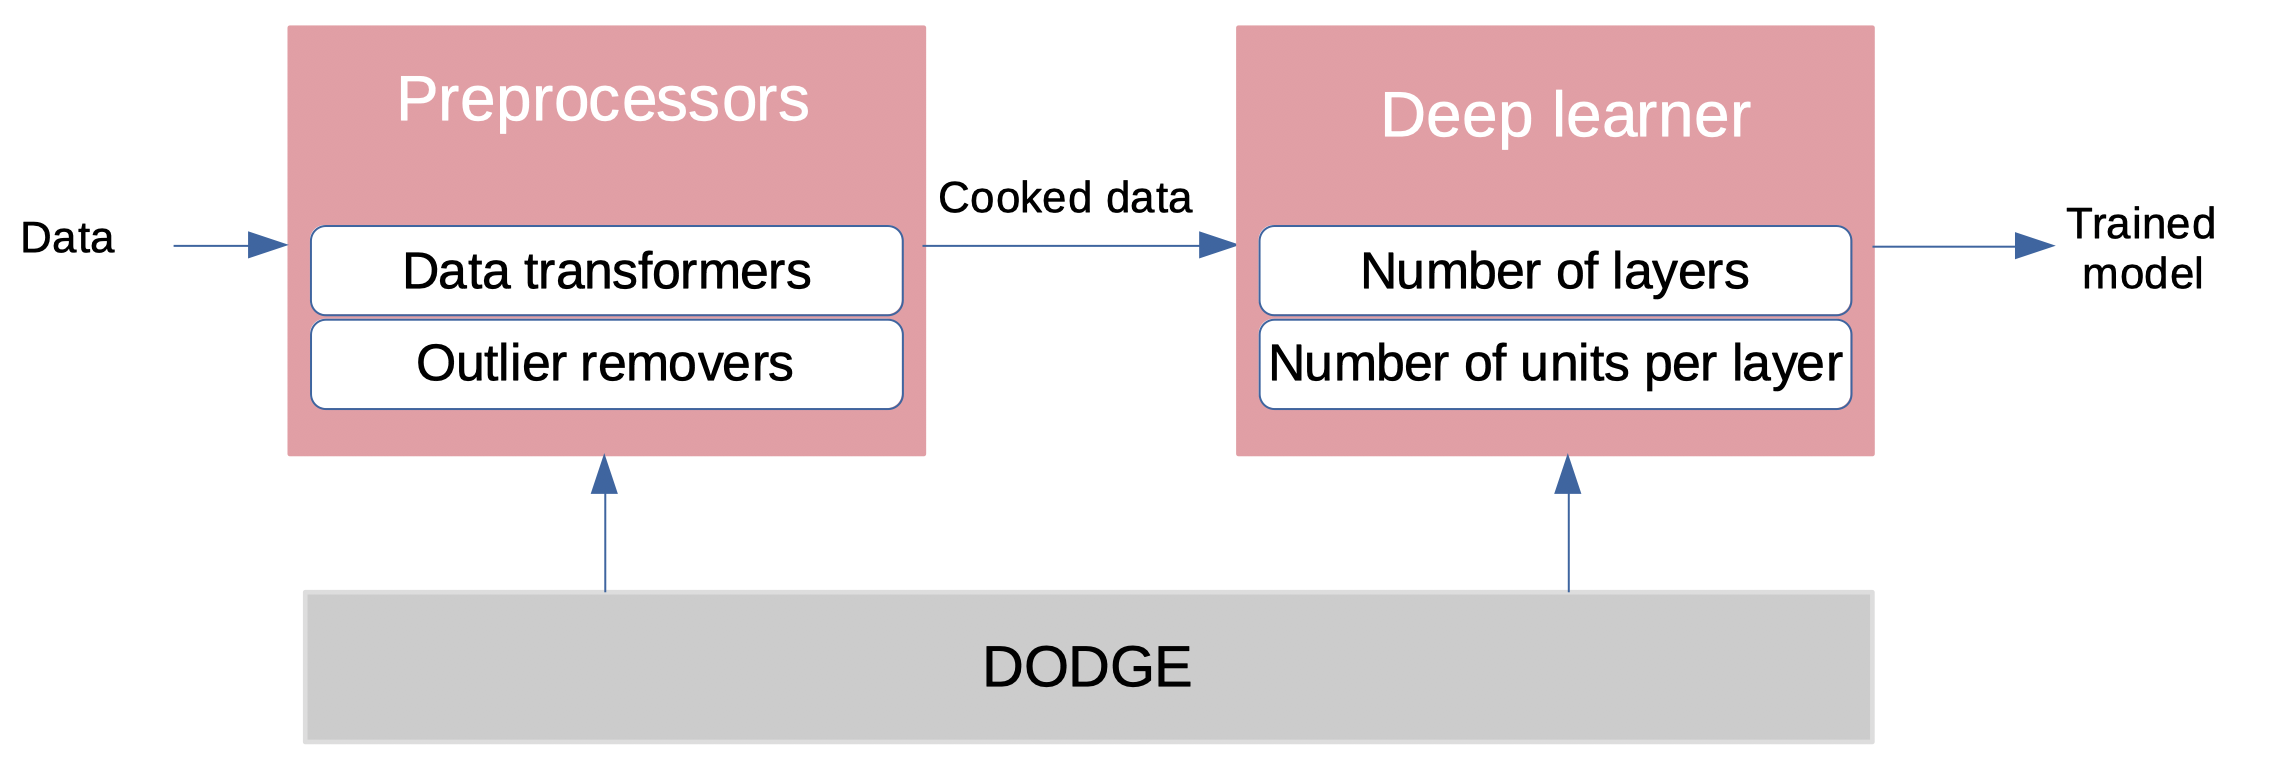 Preprocessors
Deep learner
Data
Cooked data
Trained
model
Data transformers
Outlier removers
Number of layers
Number of units per layer
DODGE